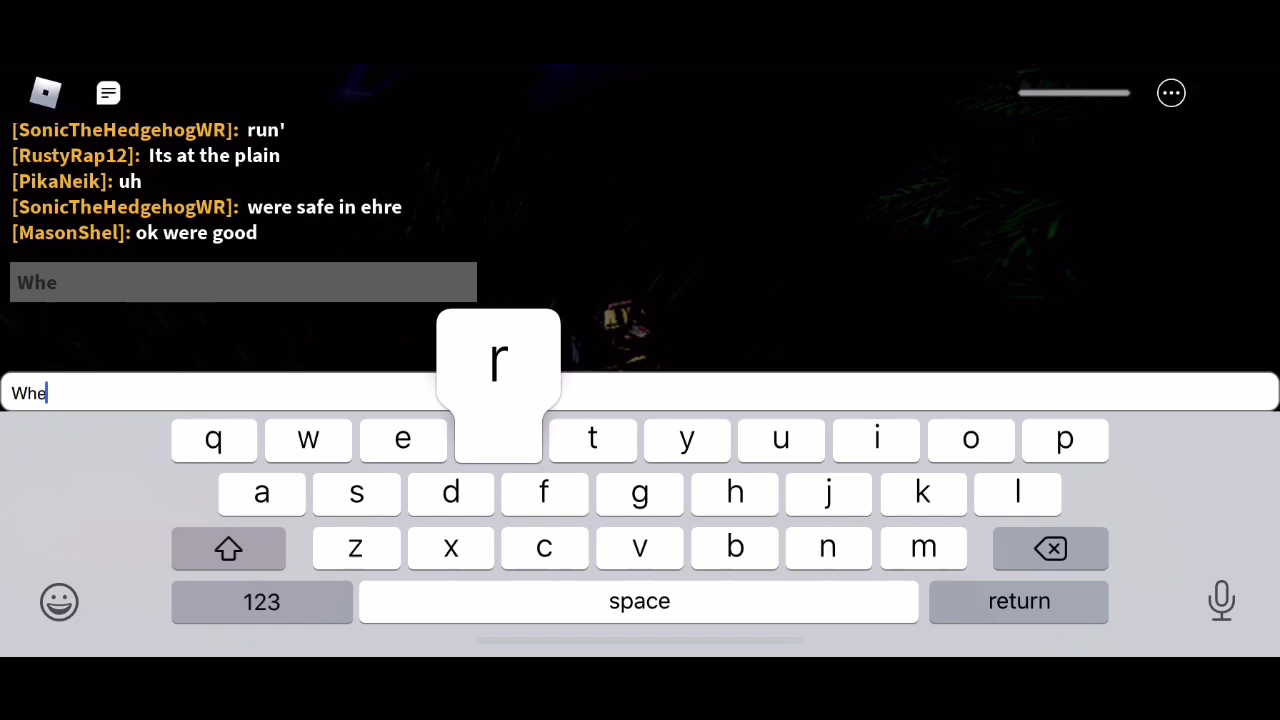 [SonicTheHedgehogWR]: run'
[RustyRap12]: Its at the plain
[PikaNeik]: uh
[SonicTheHedgehogWR]: were safe in ehre
[MasonShel]: ok were good
Whe
r
Whe
q w e t y u i o p
a s d f g h j k l
z x c v b n m
123 space return